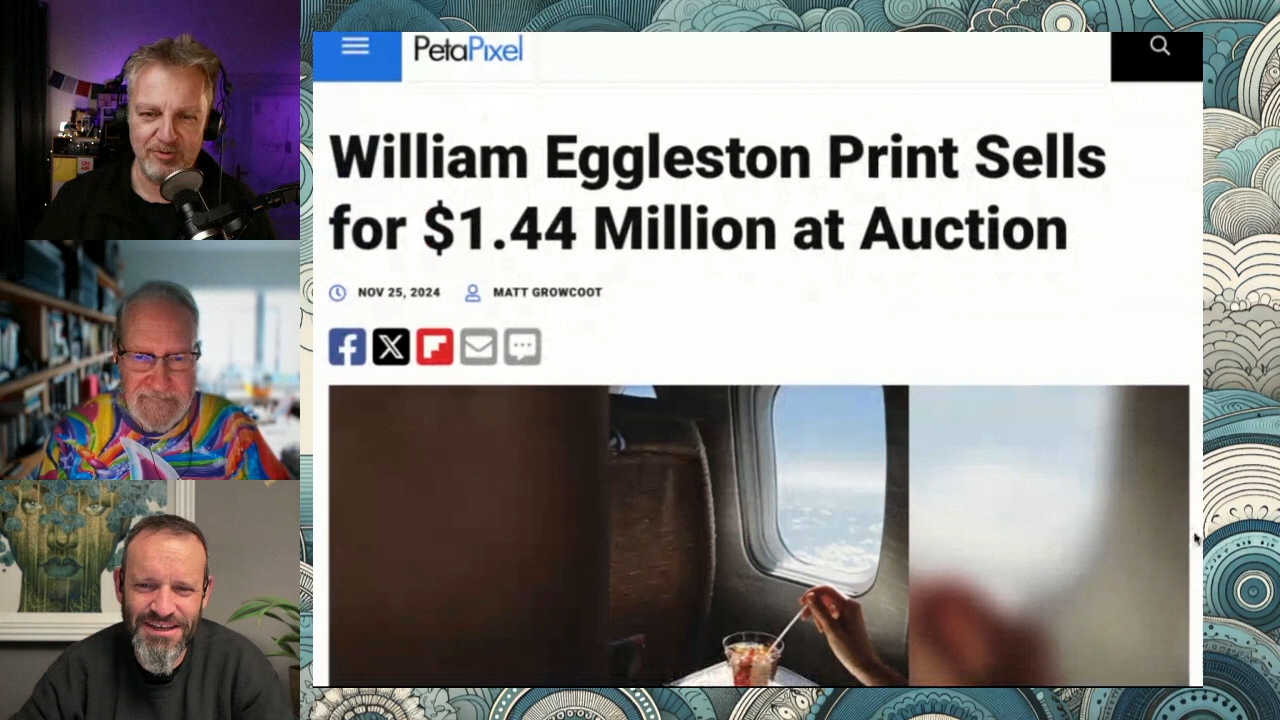 PetaPixel
William Eggleston Print Sells
for $1.44 Million at Auction
NOV 25, 2024 MATT GROWCOOT